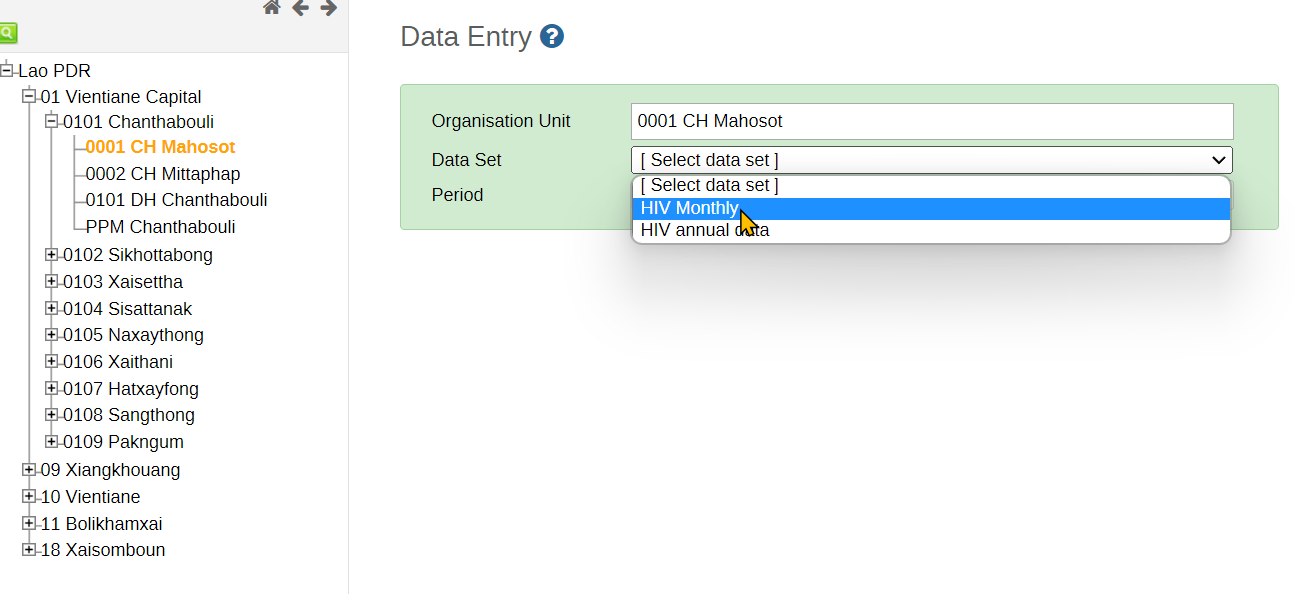 Lao PDR
01 Vientiane Capital
0101 Chanthabouli
0001 CH Mahosot
0002 CH Mittaphap
0101 DH Chanthabouli
PPM Chanthabouli
0102 Sikhottabong
0103 Xaisettha
0104 Sisattanak
0105 Naxaythong
0106 Xaithani
0107 Hatxayfong
0108 Sangthong
0109 Pakngum
09 Xiangkhouang
10 Vientiane
11 Bolikhamxai
18 Xaisomboun
Data Entry ?
Organisation Unit 0001 CH Mahosot
Data Set [ Select data set ]
Period
[ Select data set ]
HIV Monthly
HIV annual data